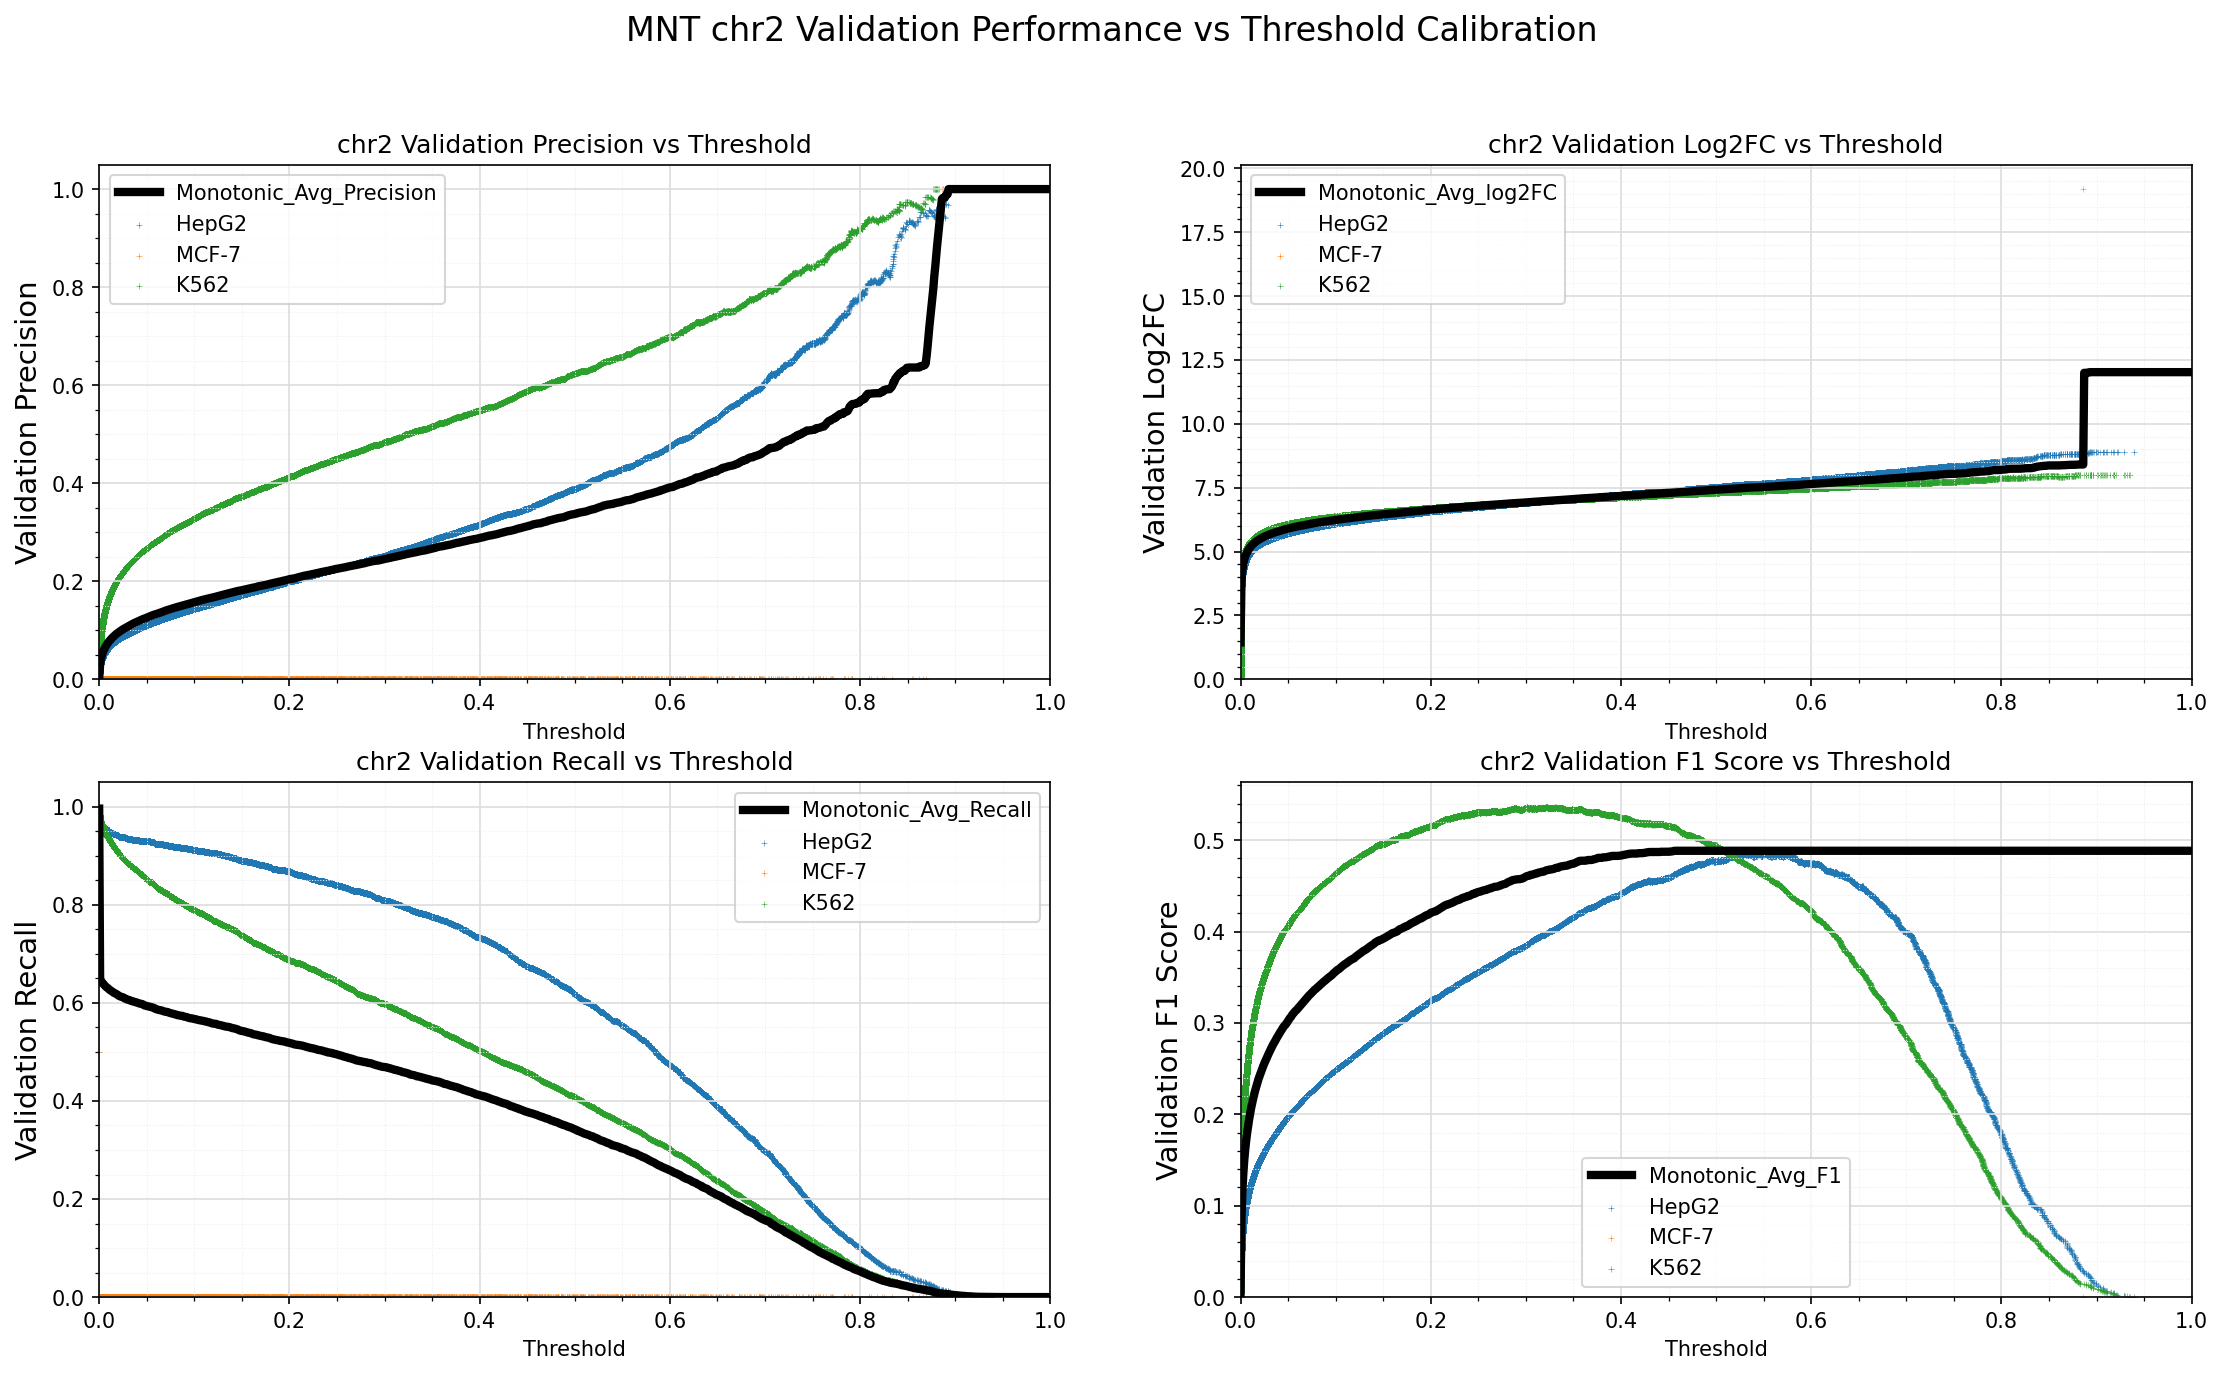 MNT chr2 Validation Performance vs Threshold Calibration
chr2 Validation Precision vs Threshold
Validation Precision
1.0
0.8
0.6
0.4
0.2
0.0
Monotonic_Avg_Precision
HepG2
MCF-7
K562
0.0 0.2 0.4 0.6 0.8 1.0
Threshold
chr2 Validation Log2FC vs Threshold
Validation Log2FC
20.0
17.5
15.0
12.5
10.0
7.5
5.0
2.5
0.0
Monotonic_Avg_log2FC
HepG2
MCF-7
K562
0.0 0.2 0.4 0.6 0.8 1.0
Threshold
chr2 Validation Recall vs Threshold
Validation Recall
1.0
0.8
0.6
0.4
0.2
0.0
Monotonic_Avg_Recall
HepG2
MCF-7
K562
0.0 0.2 0.4 0.6 0.8 1.0
Threshold
chr2 Validation F1 Score vs Threshold
Validation F1 Score
0.5
0.4
0.3
0.2
0.1
0.0
Monotonic_Avg_F1
HepG2
MCF-7
K562
0.0 0.2 0.4 0.6 0.8 1.0
Threshold